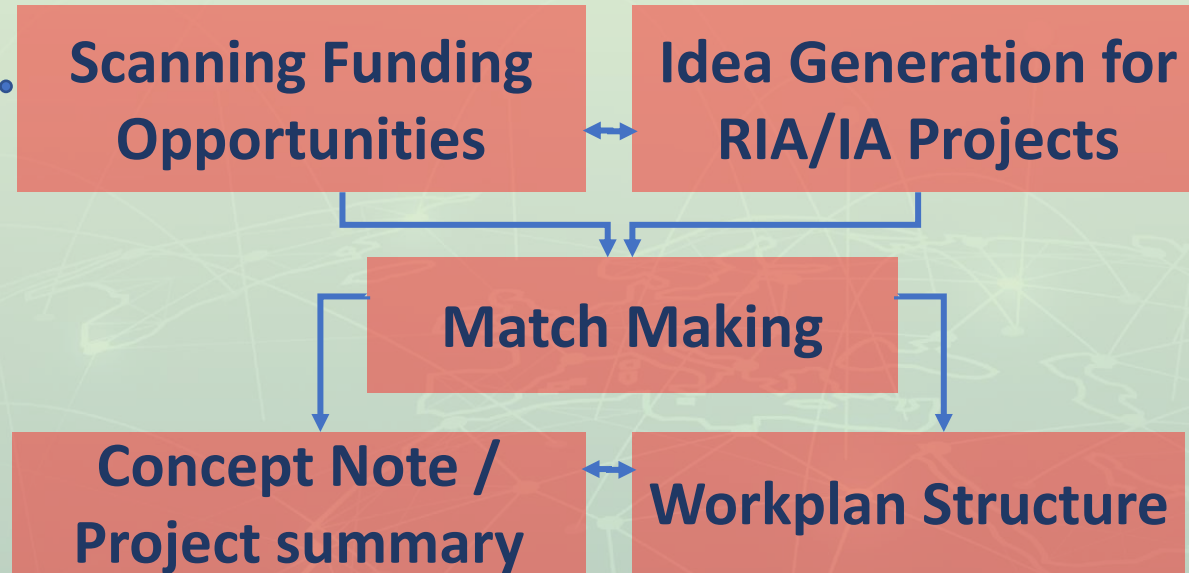 Scanning Funding
Opportunities
Idea Generation for
RIA/IA Projects
Match Making
Concept Note /
Project summary
Workplan Structure